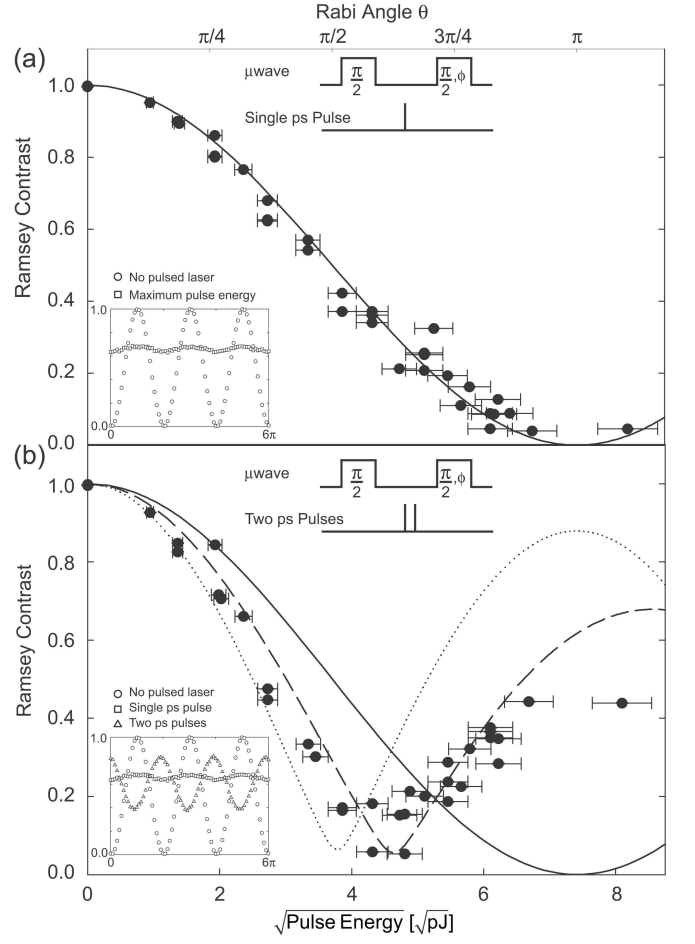 Rabi Angle θ
π/4 π/2 3π/4 π
(a)
μwave π/2 π/2,ϕ
Single ps Pulse
1.0
0.8
0.6
0.4
0.2
0.0
Ramsey Contrast
No pulsed laser
Maximum pulse energy
1.0
0.0
0 6π
(b)
μwave π/2 π/2,ϕ
Two ps Pulses
1.0
0.8
0.6
0.4
0.2
0.0
Ramsey Contrast
No pulsed laser
Single ps pulse
Two ps pulses
1.0
0.0
0 6π
0 2 4 6 8
√Pulse Energy [√pJ]